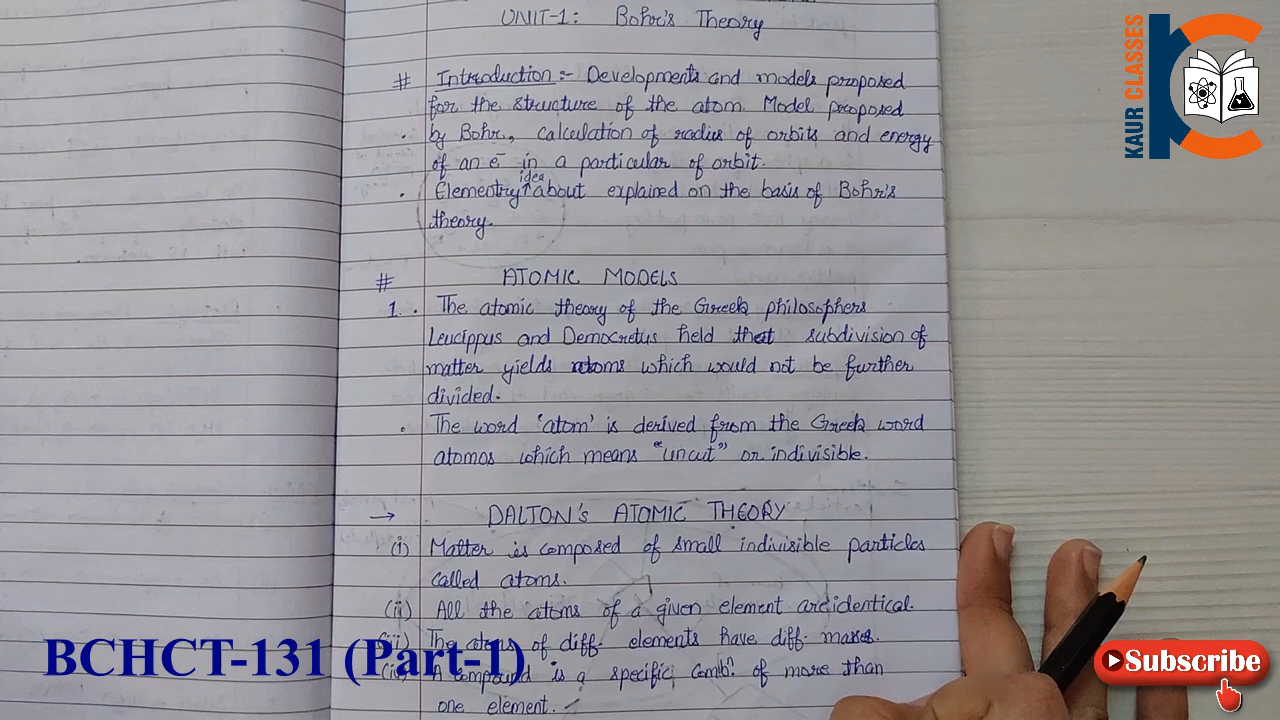 UNIT-1: Bohr's Theory
# Introduction :- Developments and models proposed
for the structure of the atom. Model proposed
. by Bohr, calculation of radius of orbits and energy
of an e⁻ in a particular of orbit.
idea
. Elementry ↑ about explained on the basis of Bohr's
theory.
# ATOMIC MODELS
1. . The atomic theory of the Greek philosophers
Leucippus and Democretus held that subdivision of
matter yields atoms which would not be further
divided.
. The word 'atom' is derived from the Greek word
atomos which means "uncut" or indivisible.
→ DALTON's ATOMIC THEORY
(i) Matter is composed of small indivisible particles
called atoms.
(ii) All the atoms of a given element are identical.
(iii) The atoms of diff. elements have diff. masses.
(iv) A compound is a specific combⁿ. of more than
one element.
KAUR CLASSES
BCHCT-131 (Part-1)
Subscribe